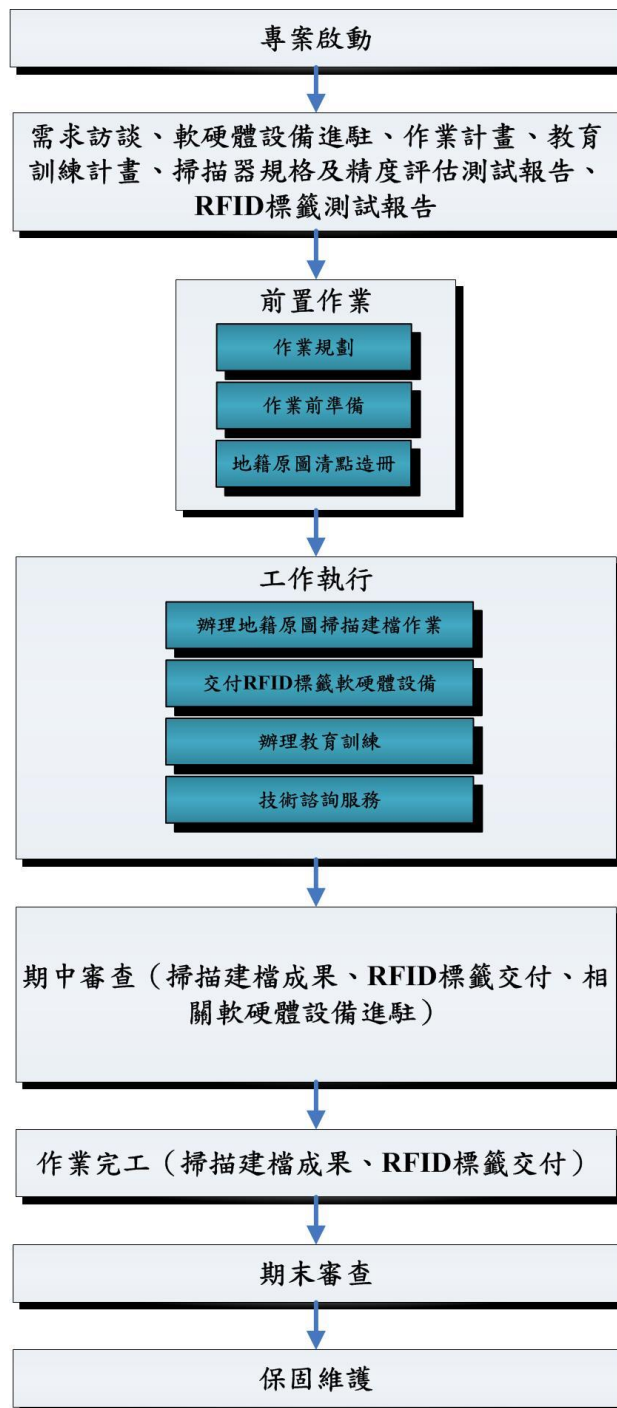 專案啟動
需求訪談、軟硬體設備進駐、作業計畫、教育
訓練計畫、掃描器規格及精度評估測試報告、
RFID標籤測試報告
前置作業
作業規劃
作業前準備
地籍原圖清點造冊
工作執行
辦理地籍原圖掃描建檔作業
交付RFID標籤軟硬體設備
辦理教育訓練
技術諮詢服務
期中審查（掃描建檔成果、RFID標籤交付、相
關軟硬體設備進駐）
作業完工（掃描建檔成果、RFID標籤交付）
期末審查
保固維護